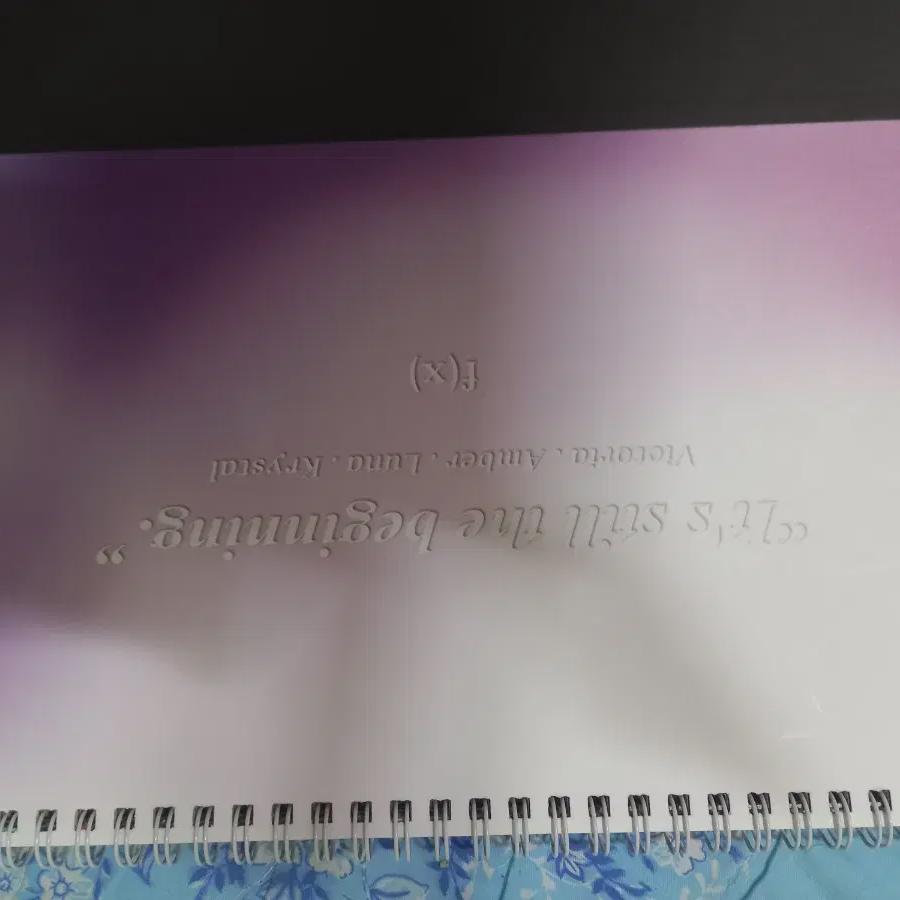 “It's still the beginning.”
Victoria . Amber . Luna . Krystal
f(x)